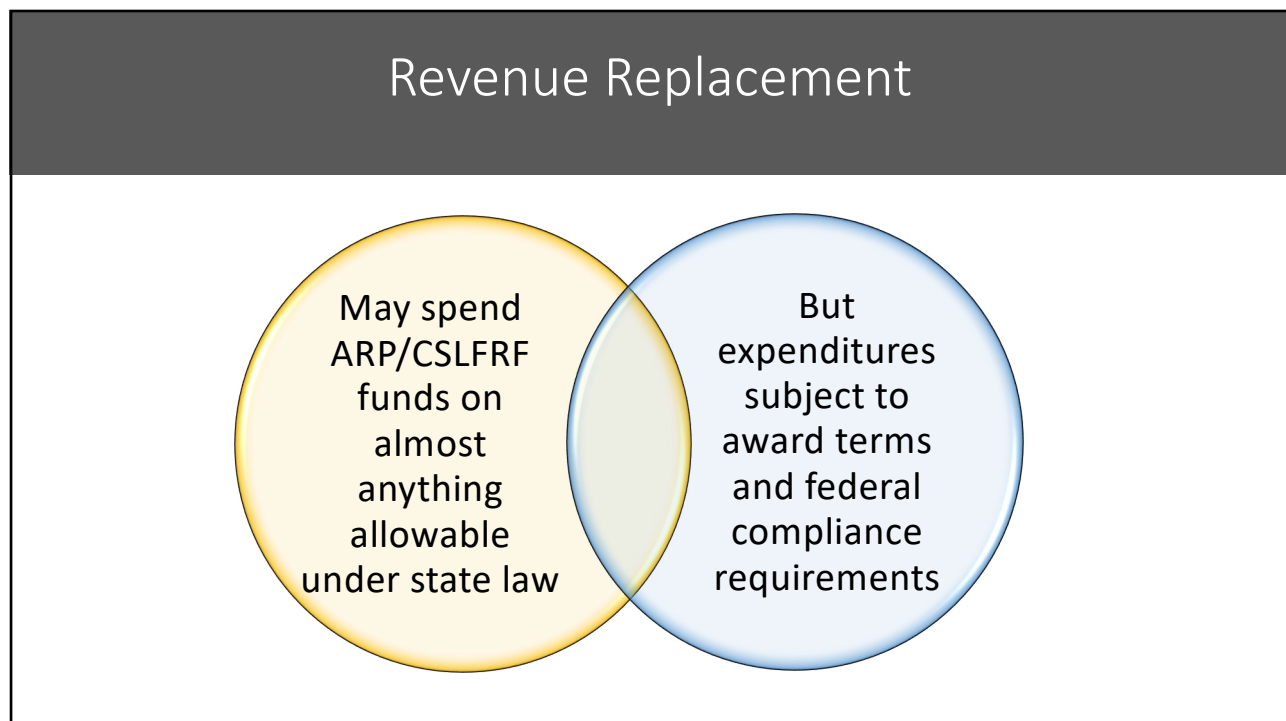 Revenue Replacement
May spend
ARP/CSLFRF
funds on
almost
anything
allowable
under state law
But
expenditures
subject to
award terms
and federal
compliance
requirements